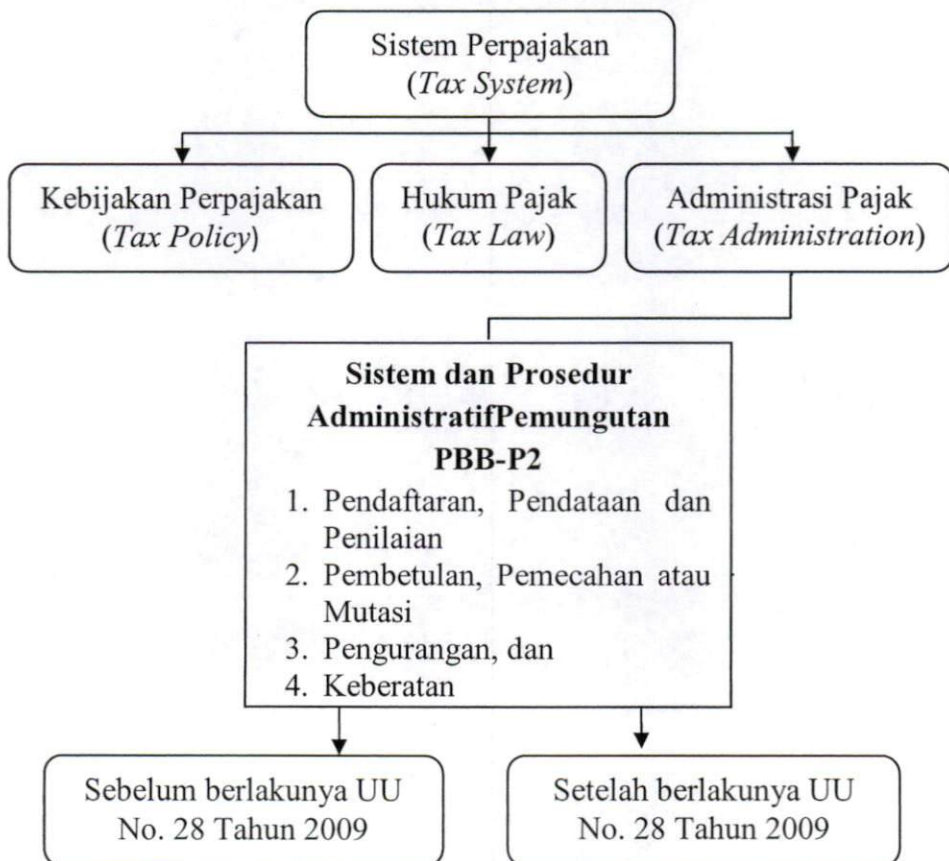 Sistem Perpajakan
(Tax System)
Kebijakan Perpajakan
(Tax Policy)
Hukum Pajak
(Tax Law)
Administrasi Pajak
(Tax Administration)
Sistem dan Prosedur
AdministratifPemungutan
PBB-P2
1. Pendaftaran, Pendataan dan
Penilaian
2. Pembetulan, Pemecahan atau
Mutasi
3. Pengurangan, dan
4. Keberatan
Sebelum berlakunya UU
No. 28 Tahun 2009
Setelah berlakunya UU
No. 28 Tahun 2009